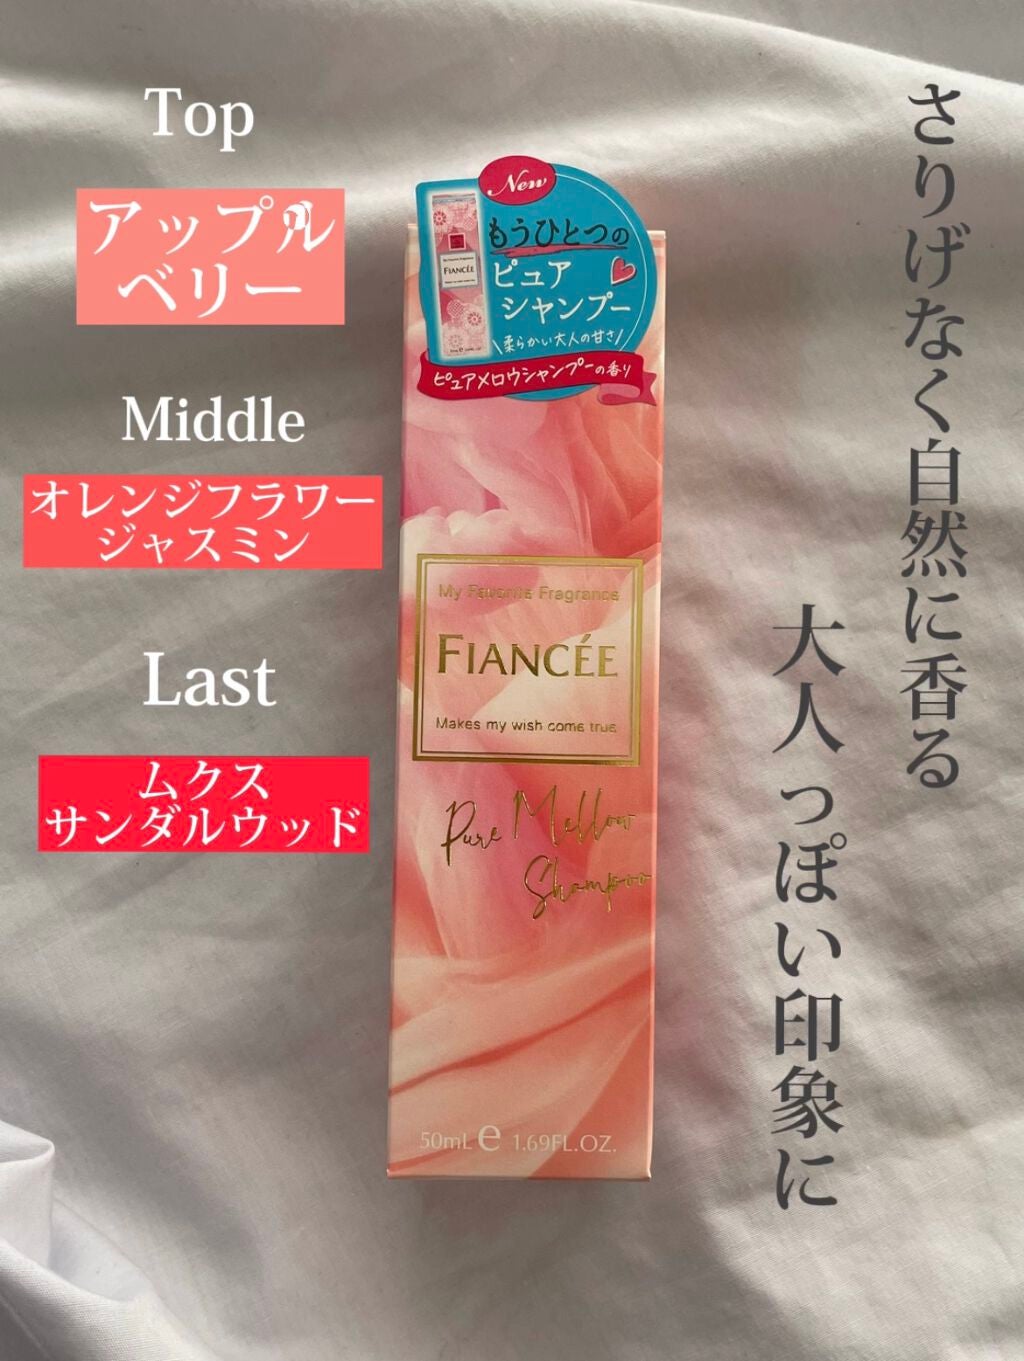 Top
アップル
ベリー
Middle
オレンジフラワー
ジャスミン
Last
ムクス
サンダルウッド
さりげなく自然に香る
大人っぽい印象に
New
もうひとつの
ピュア
シャンプー
\柔らかい大人の甘さ/
ピュアメロウシャンプーの香り
FIANCÉE
My Favorite Fragrance
FIANCÉE
Makes my wish come true
Pure Mellow
Shampoo
50mL e 1.69FL.OZ.